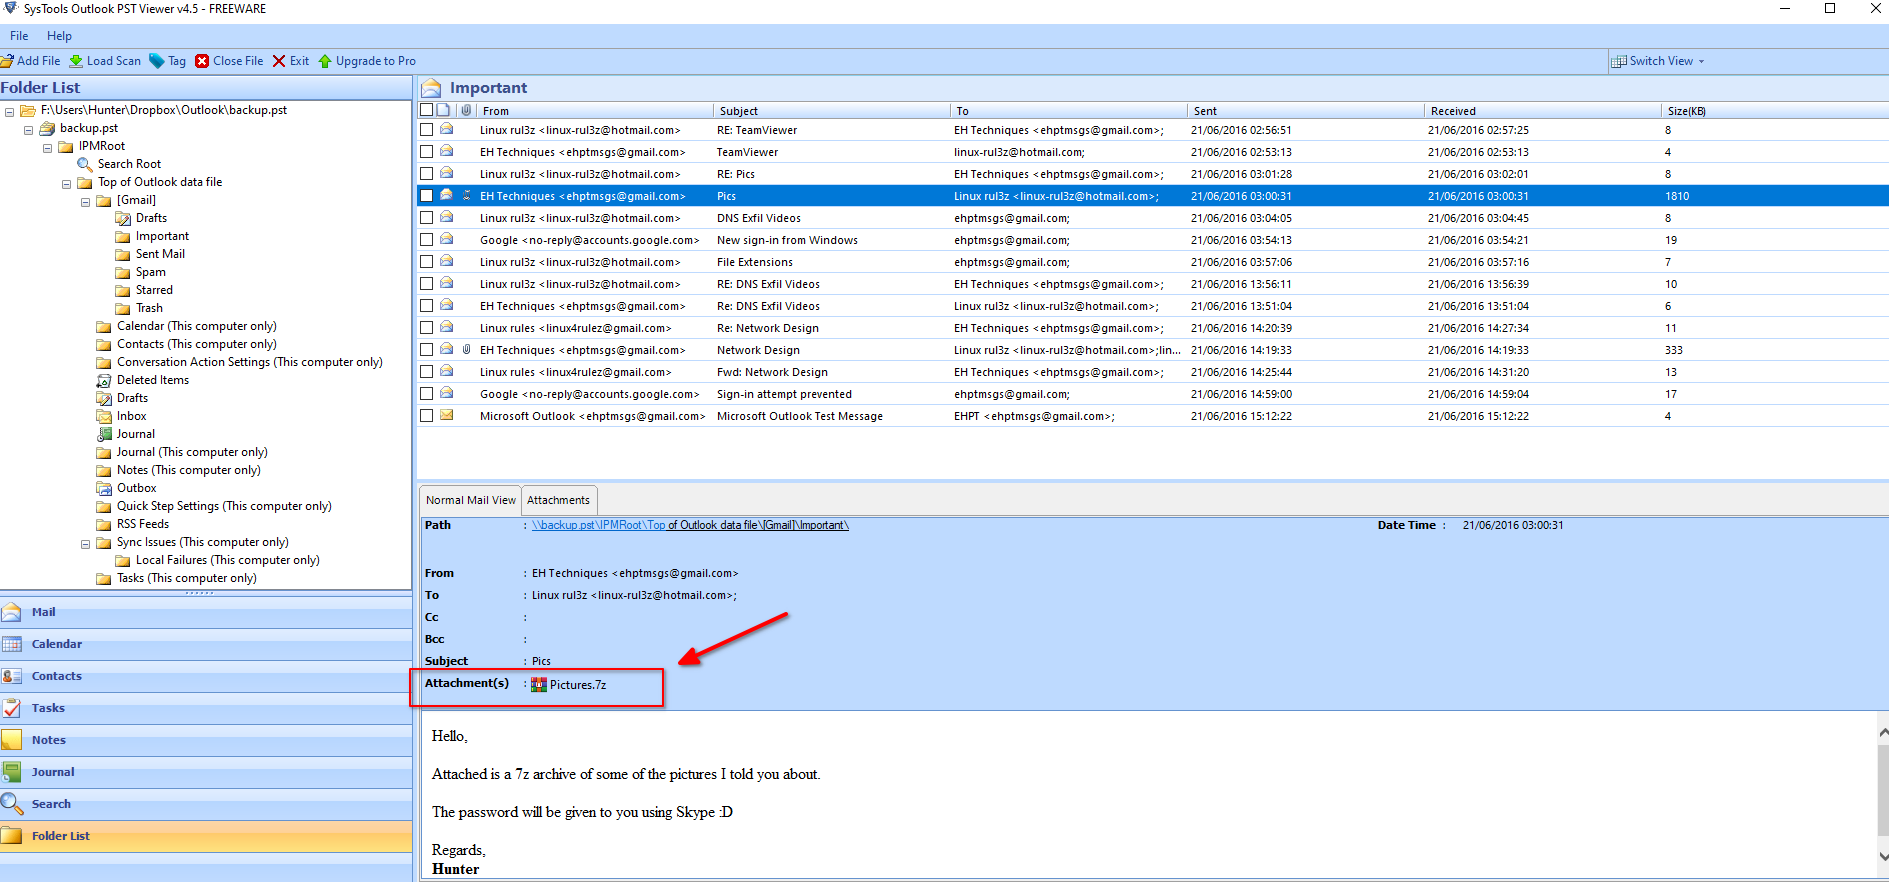 SysTools Outlook PST Viewer v4.5 - FREEWARE
File Help
Add File Load Scan Tag Close File Exit Upgrade to Pro Switch View
Folder List
F:\Users\Hunter\Dropbox\Outlook\backup.pst
backup.pst
IPMRoot
Search Root
Top of Outlook data file
[Gmail]
Drafts
Important
Sent Mail
Spam
Starred
Trash
Calendar (This computer only)
Contacts (This computer only)
Conversation Action Settings (This computer only)
Deleted Items
Drafts
Inbox
Journal
Journal (This computer only)
Notes (This computer only)
Outbox
Quick Step Settings (This computer only)
RSS Feeds
Sync Issues (This computer only)
Local Failures (This computer only)
Tasks (This computer only)
Mail
Calendar
Contacts
Tasks
Notes
Journal
Search
Folder List
Important
From Subject To Sent Received Size(KB)
Linux rul3z <linux-rul3z@hotmail.com> RE: TeamViewer EH Techniques <ehptmsgs@gmail.com>; 21/06/2016 02:56:51 21/06/2016 02:57:25 8
EH Techniques <ehptmsgs@gmail.com> TeamViewer linux-rul3z@hotmail.com; 21/06/2016 02:53:13 21/06/2016 02:53:13 4
Linux rul3z <linux-rul3z@hotmail.com> RE: Pics EH Techniques <ehptmsgs@gmail.com>; 21/06/2016 03:01:28 21/06/2016 03:02:01 8
EH Techniques <ehptmsgs@gmail.com> Pics Linux rul3z <linux-rul3z@hotmail.com>; 21/06/2016 03:00:31 21/06/2016 03:00:31 1810
Linux rul3z <linux-rul3z@hotmail.com> DNS Exfil Videos ehptmsgs@gmail.com; 21/06/2016 03:04:05 21/06/2016 03:04:45 8
Google <no-reply@accounts.google.com> New sign-in from Windows ehptmsgs@gmail.com; 21/06/2016 03:54:13 21/06/2016 03:54:21 19
Linux rul3z <linux-rul3z@hotmail.com> File Extensions ehptmsgs@gmail.com; 21/06/2016 03:57:06 21/06/2016 03:57:16 7
Linux rul3z <linux-rul3z@hotmail.com> RE: DNS Exfil Videos EH Techniques <ehptmsgs@gmail.com>; 21/06/2016 13:56:11 21/06/2016 13:56:39 10
EH Techniques <ehptmsgs@gmail.com> RE: DNS Exfil Videos Linux rul3z <linux-rul3z@hotmail.com>; 21/06/2016 13:51:04 21/06/2016 13:51:04 6
Linux rules <linux4rulez@gmail.com> Re: Network Design EH Techniques <ehptmsgs@gmail.com>; 21/06/2016 14:20:39 21/06/2016 14:27:34 11
EH Techniques <ehptmsgs@gmail.com> Network Design Linux rul3z <linux-rul3z@hotmail.com>;lin... 21/06/2016 14:19:33 21/06/2016 14:19:33 333
Linux rules <linux4rulez@gmail.com> Fwd: Network Design EH Techniques <ehptmsgs@gmail.com>; 21/06/2016 14:25:44 21/06/2016 14:31:20 13
Google <no-reply@accounts.google.com> Sign-in attempt prevented ehptmsgs@gmail.com; 21/06/2016 14:59:00 21/06/2016 14:59:04 17
Microsoft Outlook <ehptmsgs@gmail.com> Microsoft Outlook Test Message EHPT <ehptmsgs@gmail.com>; 21/06/2016 15:12:22 21/06/2016 15:12:22 4
Normal Mail View Attachments
Path : \\backup.pst\IPMRoot\Top of Outlook data file\[Gmail]\Important\ Date Time : 21/06/2016 03:00:31
From : EH Techniques <ehptmsgs@gmail.com>
To : Linux rul3z <linux-rul3z@hotmail.com>;
Cc :
Bcc :
Subject : Pics
Attachment(s) : Pictures.7z
Hello,
Attached is a 7z archive of some of the pictures I told you about.
The password will be given to you using Skype :D
Regards,
Hunter